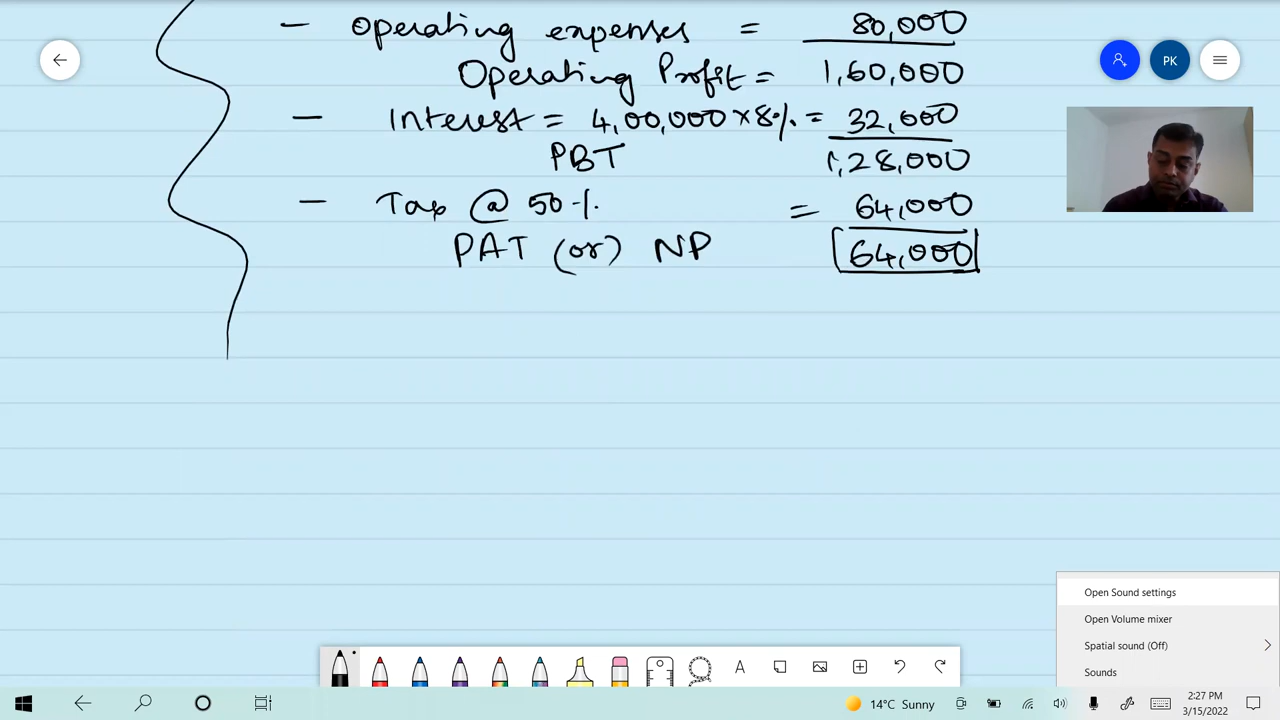 - Operating expenses = 80,000
Operating Profit = 1,60,000
- Interest = 4,00,000 x 8% = 32,000
PBT 1,28,000
- Tax @ 50% = 64,000
PAT (or) NP 64,000
PK
Open Sound settings
Open Volume mixer
Spatial sound (Off)
Sounds
A
14°C Sunny
2:27 PM
3/15/2022